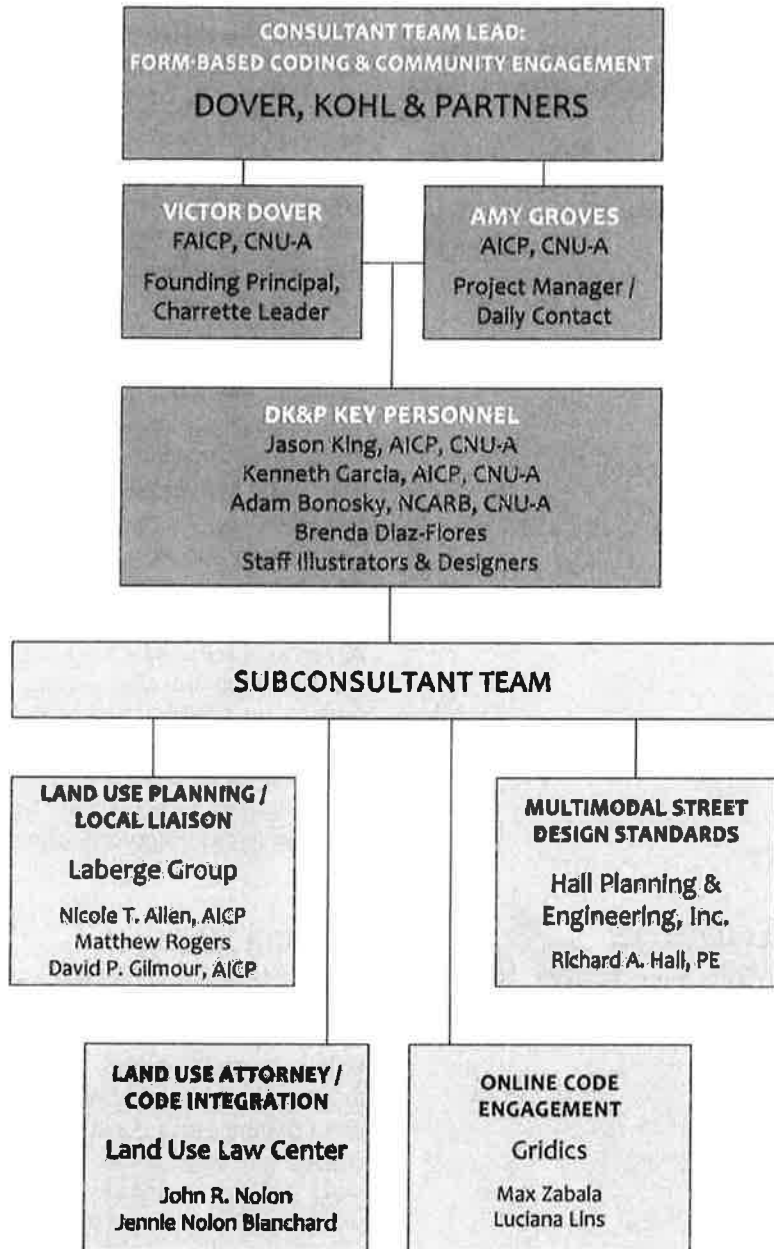 CONSULTANT TEAM LEAD:
FORM-BASED CODING & COMMUNITY ENGAGEMENT
DOVER, KOHL & PARTNERS
VICTOR DOVER
FAICP, CNU-A
Founding Principal,
Charrette Leader
AMY GROVES
AICP, CNU-A
Project Manager /
Daily Contact
DK&P KEY PERSONNEL
Jason King, AICP, CNU-A
Kenneth Garcia, AICP, CNU-A
Adam Bonosky, NCARB, CNU-A
Brenda Diaz-Flores
Staff Illustrators & Designers
SUBCONSULTANT TEAM
LAND USE PLANNING /
LOCAL LIAISON
Laberge Group
Nicole T. Allen, AICP
Matthew Rogers
David P. Gilmour, AICP
MULTIMODAL STREET
DESIGN STANDARDS
Hall Planning &
Engineering, Inc.
Richard A. Hall, PE
LAND USE ATTORNEY /
CODE INTEGRATION
Land Use Law Center
John R. Nolon
Jennie Nolon Blanchard
ONLINE CODE
ENGAGEMENT
Gridics
Max Zabala
Luciana Lins